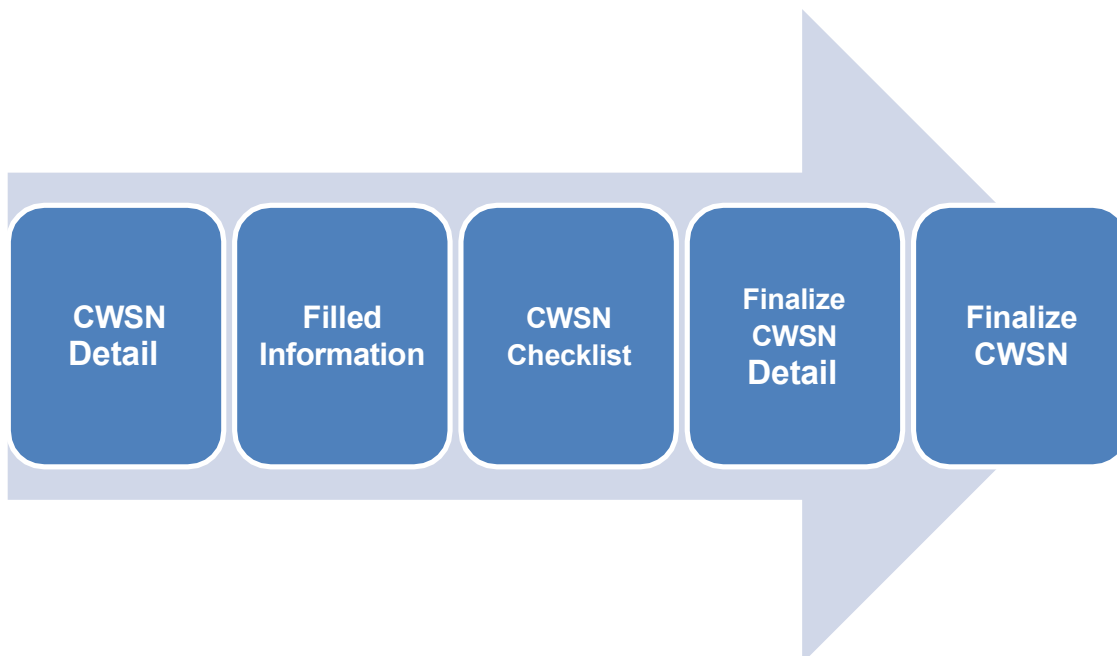 CWSN
Detail
Filled
Information
CWSN
Checklist
Finalize
CWSN
Detail
Finalize
CWSN